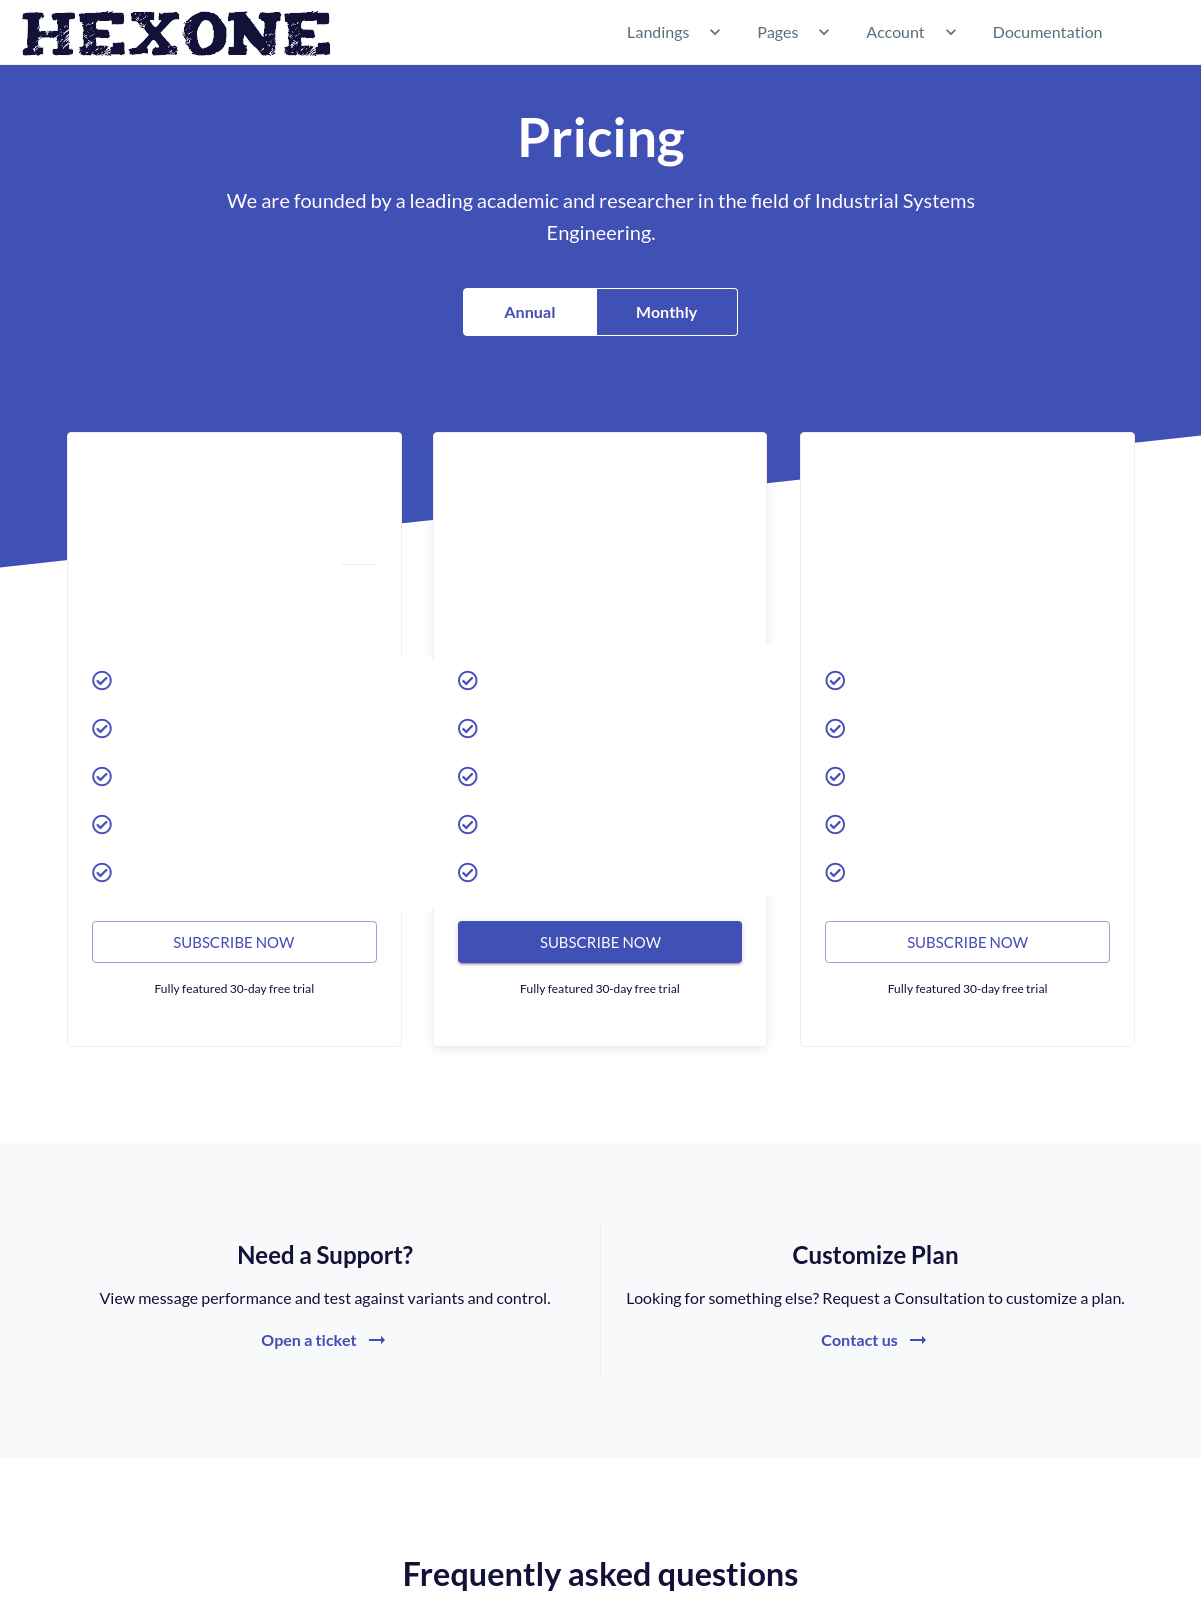 HEXONE
Landings Pages Account Documentation
Pricing
We are founded by a leading academic and researcher in the field of Industrial Systems
Engineering.
Annual Monthly
SUBSCRIBE NOW
Fully featured 30-day free trial
SUBSCRIBE NOW
Fully featured 30-day free trial
SUBSCRIBE NOW
Fully featured 30-day free trial
Need a Support?
View message performance and test against variants and control.
Open a ticket
Customize Plan
Looking for something else? Request a Consultation to customize a plan.
Contact us
Frequently asked questions